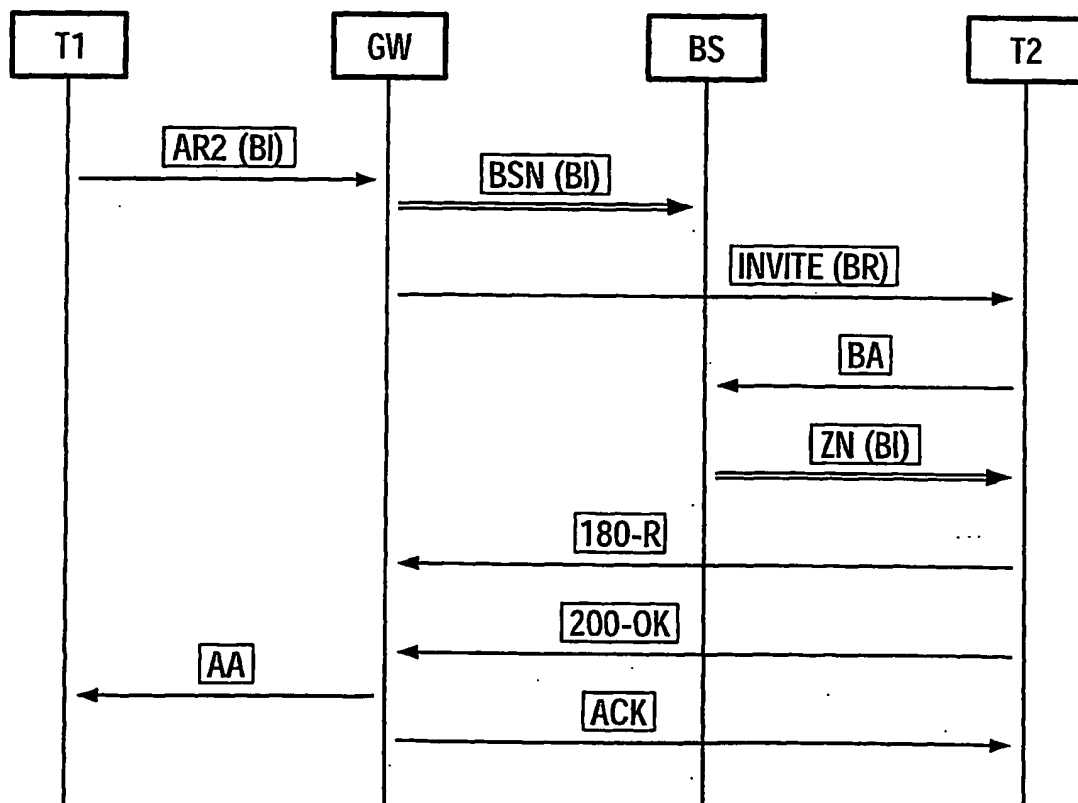 T1 GW BS T2
AR2 (BI)
BSN (BI)
INVITE (BR)
BA
ZN (BI)
180-R
200-OK
AA
ACK